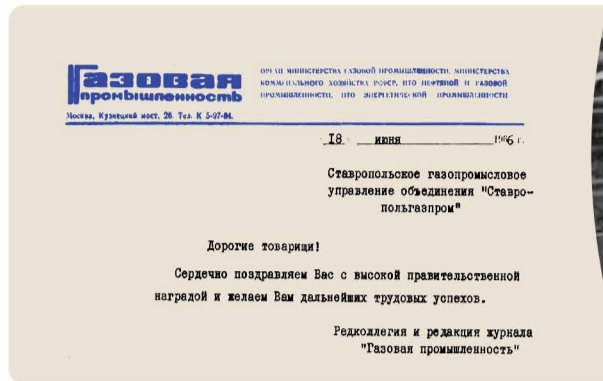 Газовая
промышленность
ОРГАН МИНИСТЕРСТВА ГАЗОВОЙ ПРОМЫШЛЕННОСТИ, МИНИСТЕРСТВА
КОММУНАЛЬНОГО ХОЗЯЙСТВА РСФСР, НТО НЕФТЯНОЙ И ГАЗОВОЙ
ПРОМЫШЛЕННОСТИ, НТО ЭНЕРГЕТИЧЕСКОЙ ПРОМЫШЛЕННОСТИ
Москва, Кузнецкий мост, 26 Тел. К 5-97-84.
18 июня 1966 г.
Ставропольское газопромысловое
управление объединения "Ставро-
польгазпром"
Дорогие товарищи!
Сердечно поздравляем Вас с высокой правительственной
наградой и желаем Вам дальнейших трудовых успехов.
Редколлегия и редакция журнала
"Газовая промышленность"